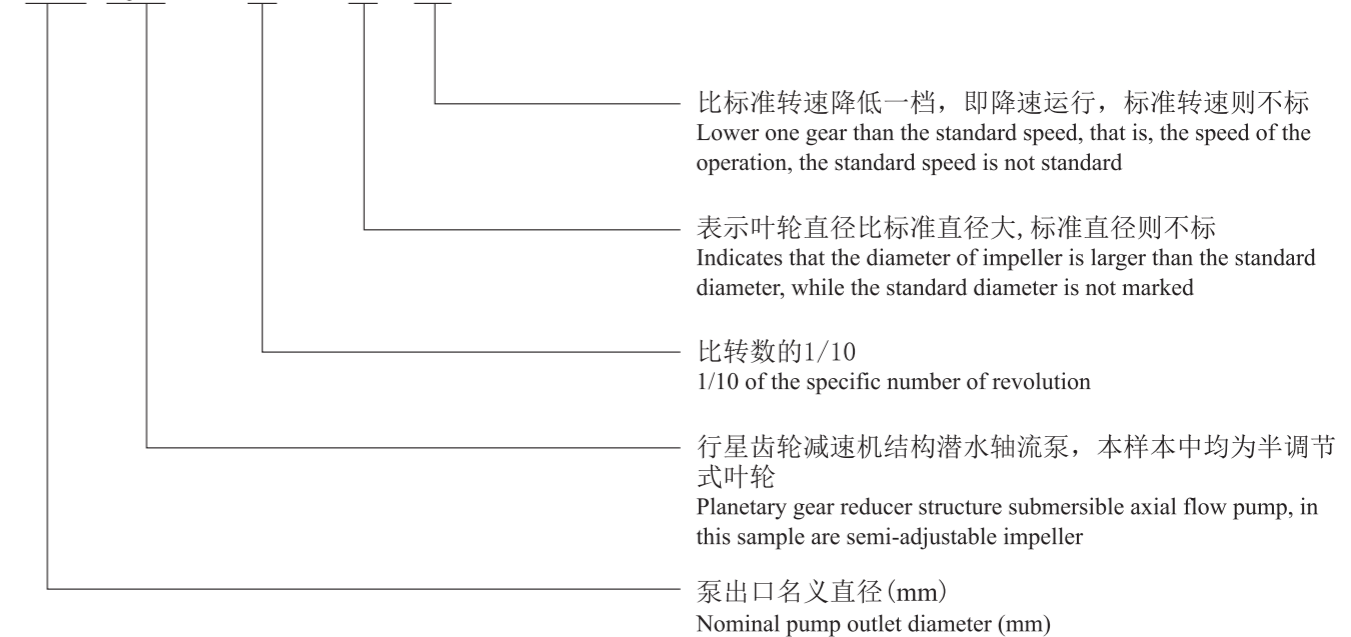 比标准转速降低一档，即降速运行，标准转速则不标
Lower one gear than the standard speed, that is, the speed of the
operation, the standard speed is not standard
表示叶轮直径比标准直径大,标准直径则不标
Indicates that the diameter of impeller is larger than the standard
diameter, while the standard diameter is not marked
比转数的1/10
1/10 of the specific number of revolution
行星齿轮减速机结构潜水轴流泵，本样本中均为半调节
式叶轮
Planetary gear reducer structure submersible axial flow pump, in
this sample are semi-adjustable impeller
泵出口名义直径(mm)
Nominal pump outlet diameter (mm)